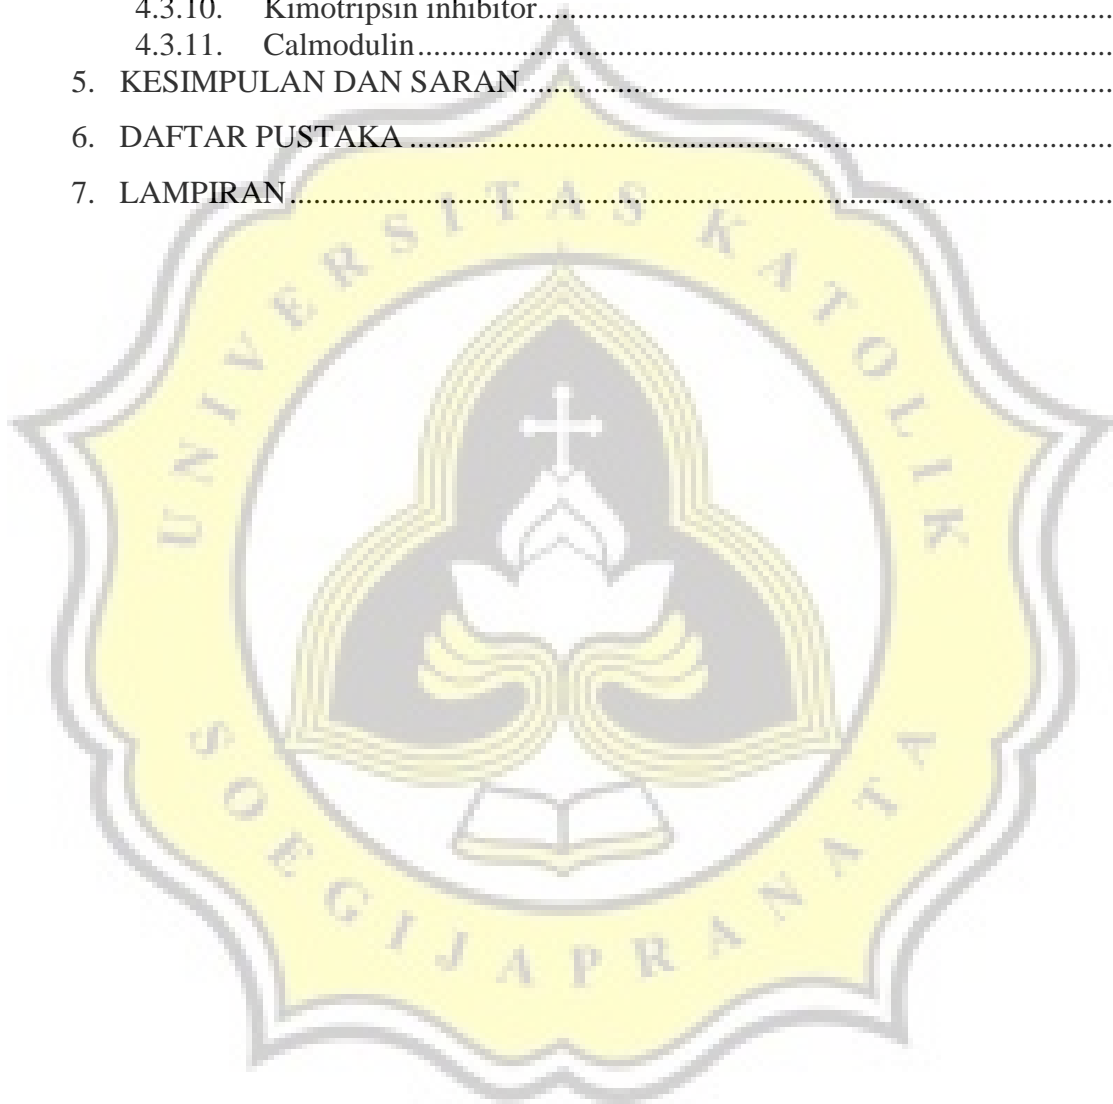 4.3.10. Kimotripsin inhibitor..........
4.3.11. Calmodulin..........
5. KESIMPULAN DAN SARAN..........
6. DAFTAR PUSTAKA..........
7. LAMPIRAN..........
UNIVERSITAS KATOLIK
SOEGIJAPRANATA